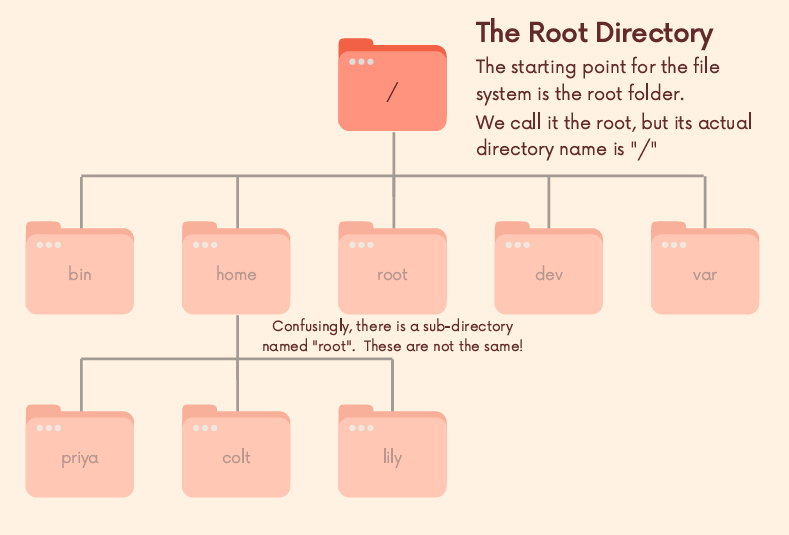 The Root Directory
The starting point for the file
system is the root folder.
We call it the root, but its actual
directory name is "/"
/
bin
home
root
dev
var
Confusingly, there is a sub-directory
named "root". These are not the same!
priya
colt
lily